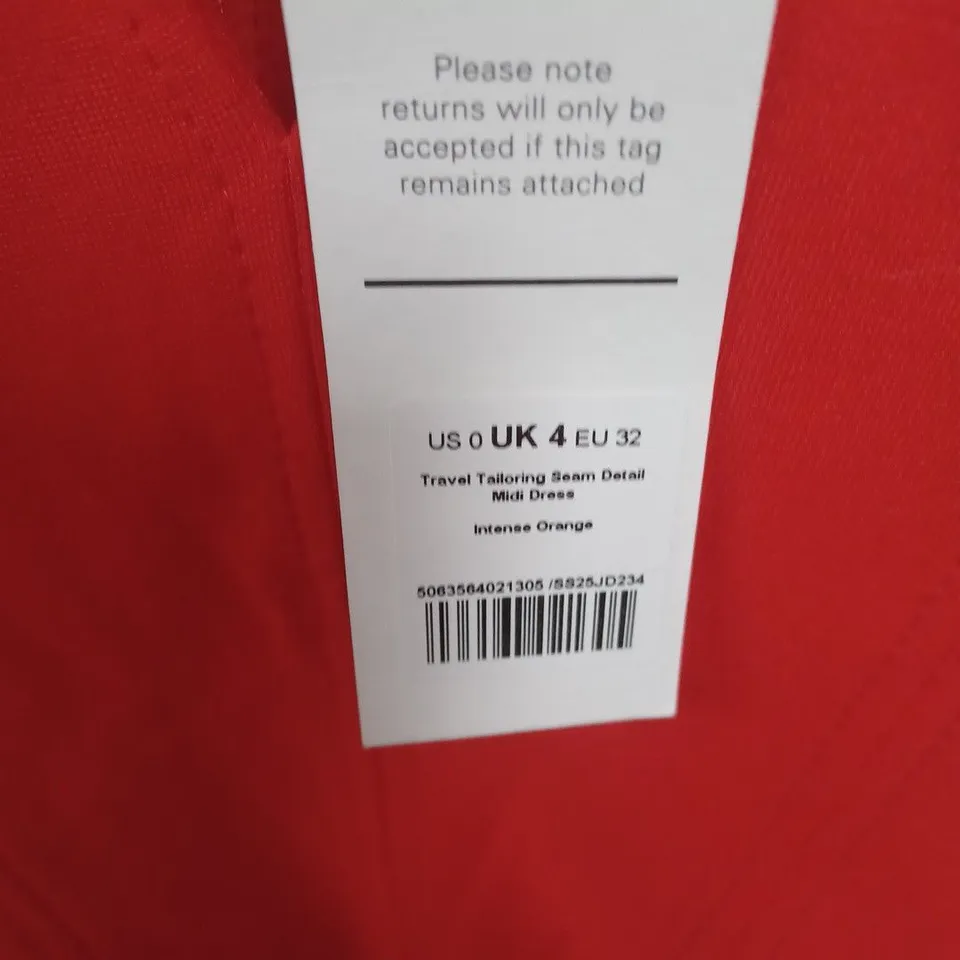 Please note
returns will only be
accepted if this tag
remains attached
US 0 UK 4 EU 32
Travel Tailoring Seam Detail
Midi Dress
Intense Orange
5063564021305 /SS25JD234